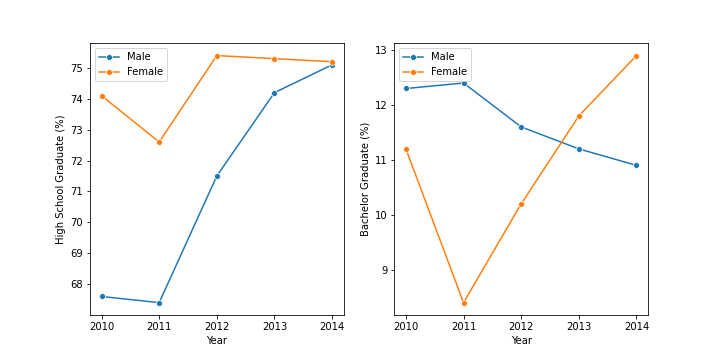 Male
Female
75
74
73
72
71
70
69
68
High School Graduate (%)
2010 2011 2012 2013 2014
Year
Male
Female
13
12
11
10
9
Bachelor Graduate (%)
2010 2011 2012 2013 2014
Year